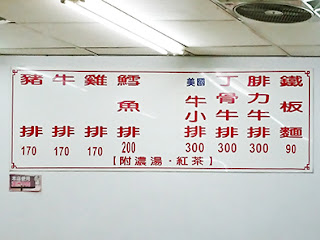 鐵板麵 90
腓力牛排 300
丁骨牛排 300
美國牛小排 300
鱈魚排 200
雞排 170
牛排 170
豬排 170
【附濃湯・紅茶】